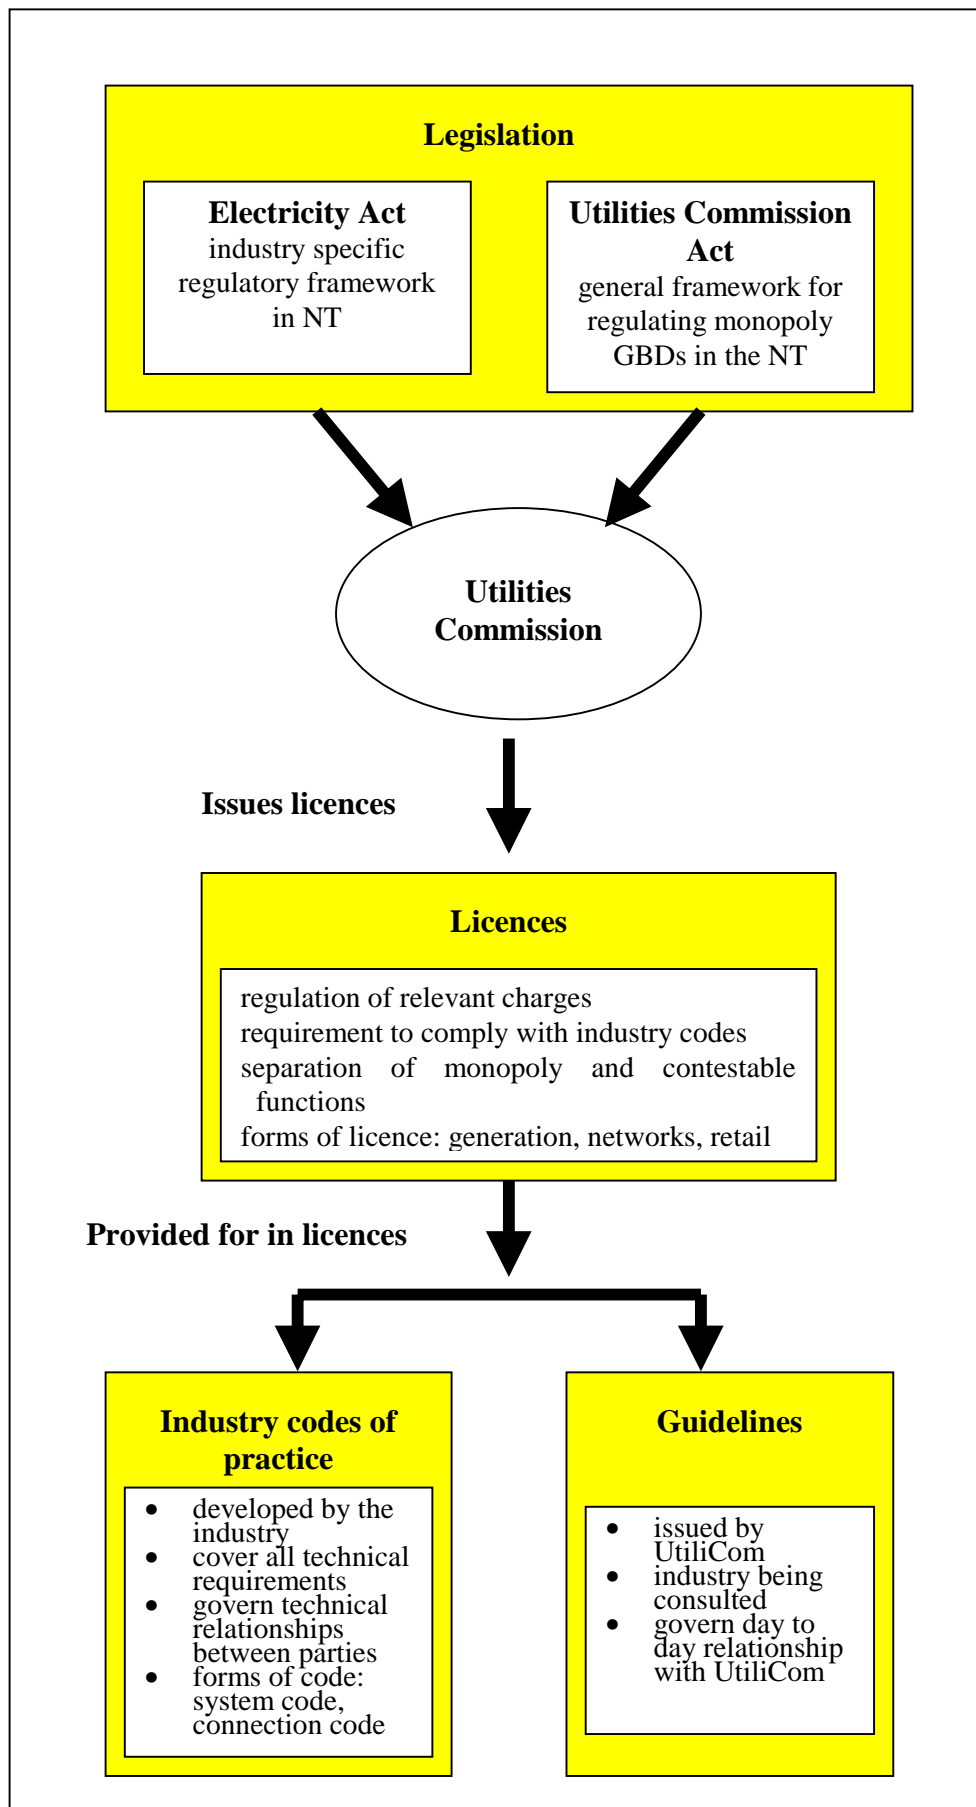 Legislation
Electricity Act
industry specific
regulatory framework
in NT
Utilities Commission
Act
general framework for
regulating monopoly
GBDs in the NT
Utilities
Commission
Issues licences
Licences
regulation of relevant charges
requirement to comply with industry codes
separation of monopoly and contestable
functions
forms of licence: generation, networks, retail
Provided for in licences
Industry codes of
practice
• developed by the
industry
• cover all technical
requirements
• govern technical
relationships
between parties
• forms of code:
system code,
connection code
Guidelines
• issued by
UtiliCom
• industry being
consulted
• govern day to
day relationship
with UtiliCom